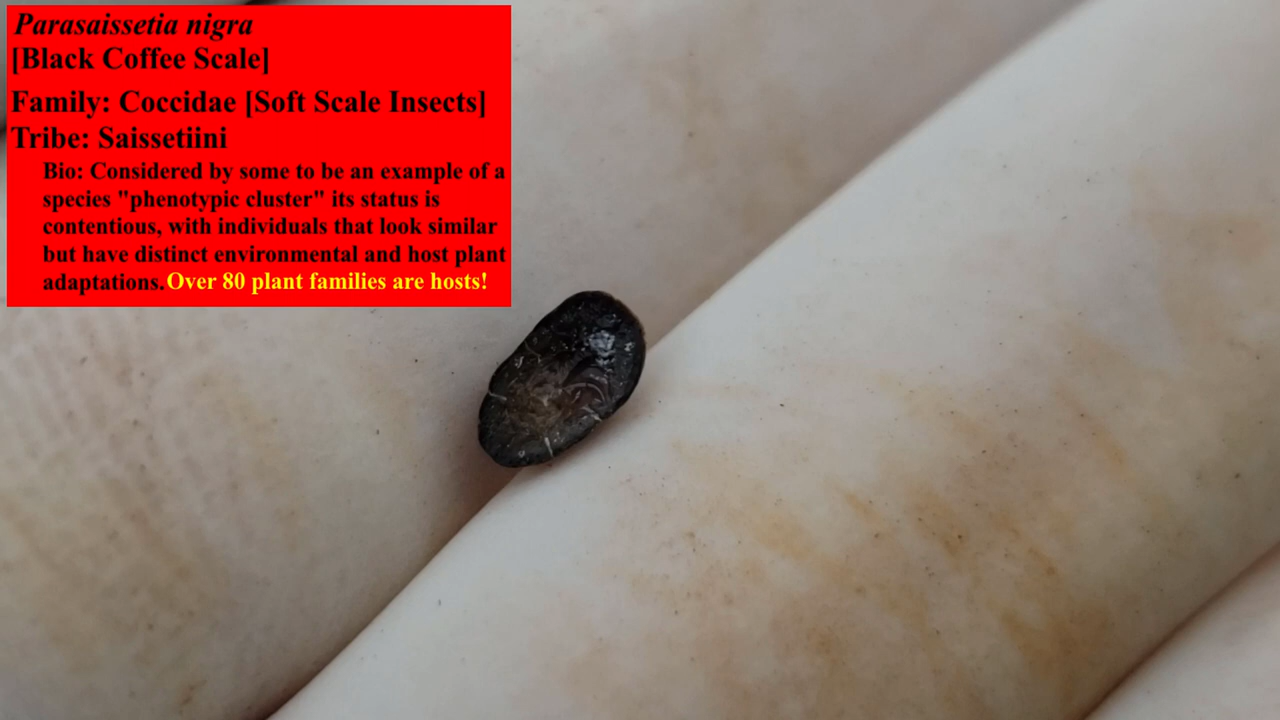 Parasaissetia nigra
[Black Coffee Scale]
Family: Coccidae [Soft Scale Insects]
Tribe: Saissetiini
Bio: Considered by some to be an example of a
species "phenotypic cluster" its status is
contentious, with individuals that look similar
but have distinct environmental and host plant
adaptations. Over 80 plant families are hosts!